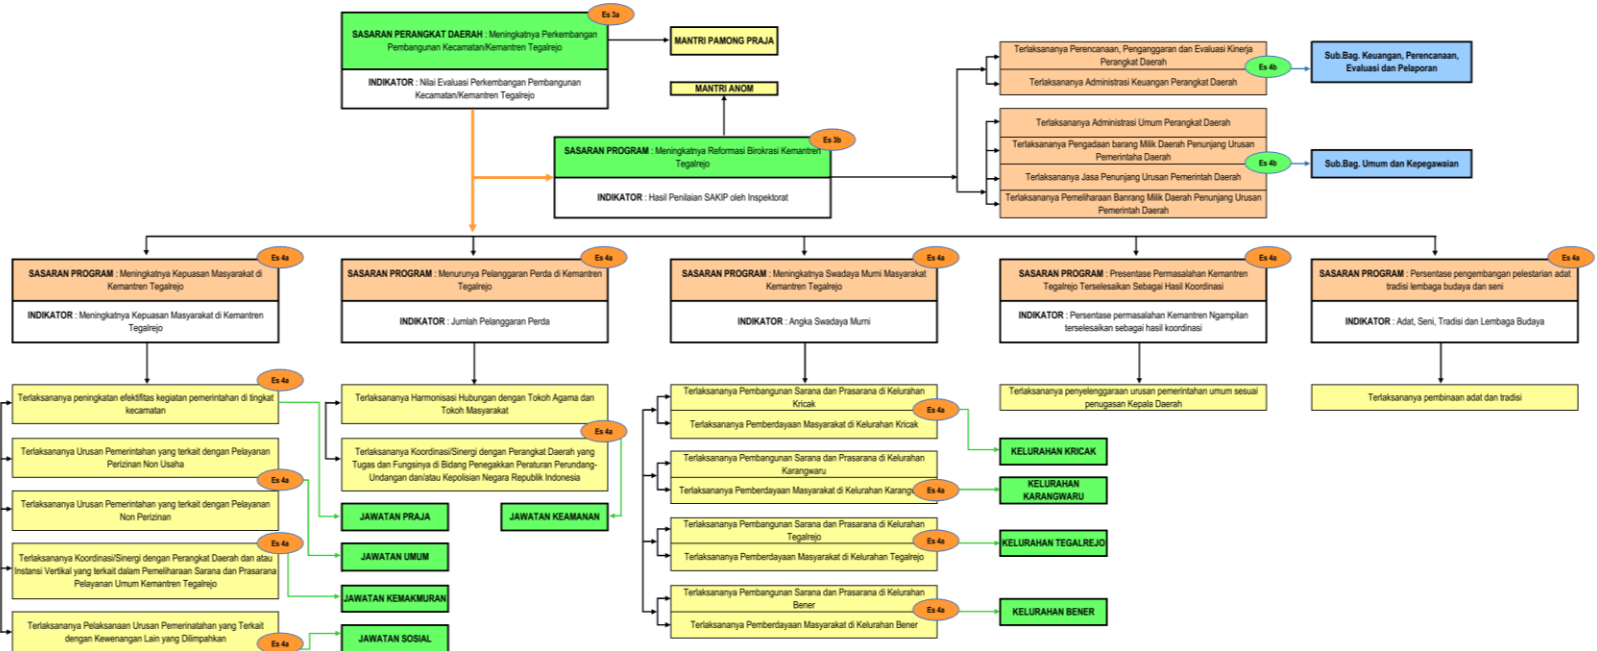 Es 3a
SASARAN PERANGKAT DAERAH : Meningkatnya Perkembangan
Pembangunan Kecamatan/Kemantren Tegalrejo
INDIKATOR : Nilai Evaluasi Perkembangan Pembangunan
Kecamatan/Kemantren Tegalrejo
MANTRI PAMONG PRAJA
MANTRI ANOM
Es 3b
SASARAN PROGRAM : Meningkatnya Reformasi Birokrasi Kemantren
Tegalrejo
INDIKATOR : Hasil Penilaian SAKIP oleh Inspektorat
Terlaksananya Perencanaan, Penganggaran dan Evaluasi Kinerja
Perangkat Daerah
Terlaksananya Administrasi Keuangan Perangkat Daerah
Es 4b
Sub.Bag. Keuangan, Perencanaan,
Evaluasi dan Pelaporan
Terlaksananya Administrasi Umum Perangkat Daerah
Terlaksananya Pengadaan barang Milik Daerah Penunjang Urusan
Pemerintaha Daerah
Terlaksananya Jasa Penunjang Urusan Pemerintah Daerah
Terlaksananya Pemeliharaan Banrang Milik Daerah Penunjang Urusan
Pemerintah Daerah
Es 4b
Sub.Bag. Umum dan Kepegawaian
Es 4a
SASARAN PROGRAM : Meningkatnya Kepuasan Masyarakat di
Kemantren Tegalrejo
INDIKATOR : Meningkatnya Kepuasan Masyarakat di Kemantren
Tegalrejo
Es 4a
SASARAN PROGRAM : Menurunya Pelanggaran Perda di Kemantren
Tegalrejo
INDIKATOR : Jumlah Pelanggaran Perda
Es 4a
SASARAN PROGRAM : Meningkatnya Swadaya Murni Masyarakat
Kemantren Tegalrejo
INDIKATOR : Angka Swadaya Murni
Es 4a
SASARAN PROGRAM : Presentase Permasalahan Kemantren
Tegalrejo Terselesaikan Sebagai Hasil Koordinasi
INDIKATOR : Persentase permasalahan Kemantren Ngampilan
terselesaikan sebagai hasil koordinasi
Es 4a
SASARAN PROGRAM : Persentase pengembangan pelestarian adat
tradisi lembaga budaya dan seni
INDIKATOR : Adat, Seni, Tradisi dan Lembaga Budaya
Es 4a
Terlaksananya peningkatan efektifitas kegiatan pemerintahan di tingkat
kecamatan
Terlaksananya Urusan Pemerintahan yang terkait dengan Pelayanan
Perizinan Non Usaha
Es 4a
Terlaksananya Urusan Pemerintahan yang terkait dengan Pelayanan
Non Perizinan
Es 4a
Terlaksananya Koordinasi/Sinergi dengan Perangkat Daerah dan atau
Instansi Vertikal yang terkait dalam Pemeliharaan Sarana dan Prasarana
Pelayanan Umum Kemantren Tegalrejo
Terlaksananya Pelaksanaan Urusan Pemerinatahan yang Terkait
dengan Kewenangan Lain yang Dilimpahkan
Es 4a
Terlaksananya Harmonisasi Hubungan dengan Tokoh Agama dan
Tokoh Masyarakat
Es 4a
Terlaksananya Koordinasi/Sinergi dengan Perangkat Daerah yang
Tugas dan Fungsinya di Bidang Penegakkan Peraturan Perundang-
Undangan dan/atau Kepolisian Negara Republik Indonesia
JAWATAN PRAJA
JAWATAN KEAMANAN
JAWATAN UMUM
JAWATAN KEMAKMURAN
JAWATAN SOSIAL
Terlaksananya Pembangunan Sarana dan Prasarana di Kelurahan
Kricak
Es 4a
Terlaksananya Pemberdayaan Masyarakat di Kelurahan Kricak
KELURAHAN KRICAK
Terlaksananya Pembangunan Sarana dan Prasarana di Kelurahan
Karangwaru
Terlaksananya Pemberdayaan Masyarakat di Kelurahan
Es 4a
KELURAHAN
KARANGWARU
Terlaksananya Pembangunan Sarana dan Prasarana di Kelurahan
Tegalrejo
Es 4a
Terlaksananya Pemberdayaan Masyarakat di Kelurahan Tegalrejo
KELURAHAN TEGALREJO
Terlaksananya Pembangunan Sarana dan Prasarana di Kelurahan
Bener
Es 4a
Terlaksananya Pemberdayaan Masyarakat di Kelurahan Bener
KELURAHAN BENER
Terlaksananya penyelenggaraan urusan pemerintahan umum sesuai
penugasan Kepala Daerah
Terlaksananya pembinaan adat dan tradisi